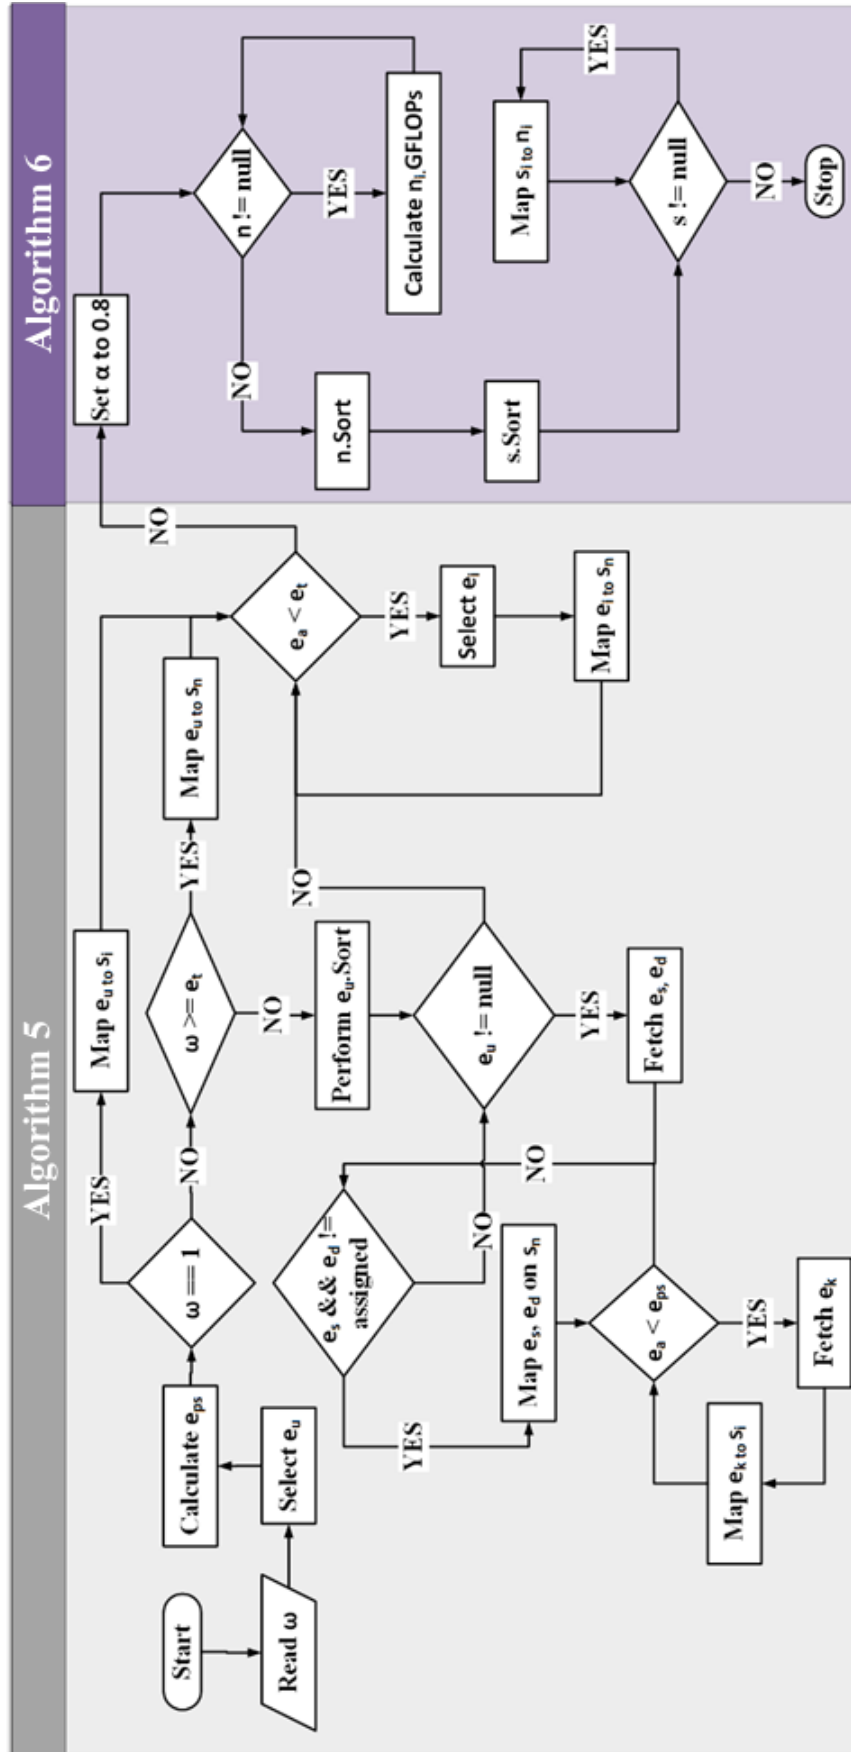 Algorithm 5
Algorithm 6
Start
Read ω
Select eᵤ
Calculate eₚₛ
ω == 1
YES
NO
Map eᵤ to sᵢ
ω >= eₜ
YES
NO
Map eᵤ to sₙ
Perform eᵤ.Sort
eᵤ != null
NO
YES
Fetch eₛ, e_d
eₛ && e_d !=
assigned
YES
NO
Map eₛ, e_d on sₙ
eₐ < eₚₛ
NO
YES
Fetch eₖ
Map eₖ to sᵢ
eₐ < eₜ
NO
YES
Select eᵢ
Map eᵢ to sₙ
Set α to 0.8
n != null
YES
NO
Calculate nᵢ.GFLOPs
n.Sort
s.Sort
s != null
YES
NO
Map sᵢ to nᵢ
Stop